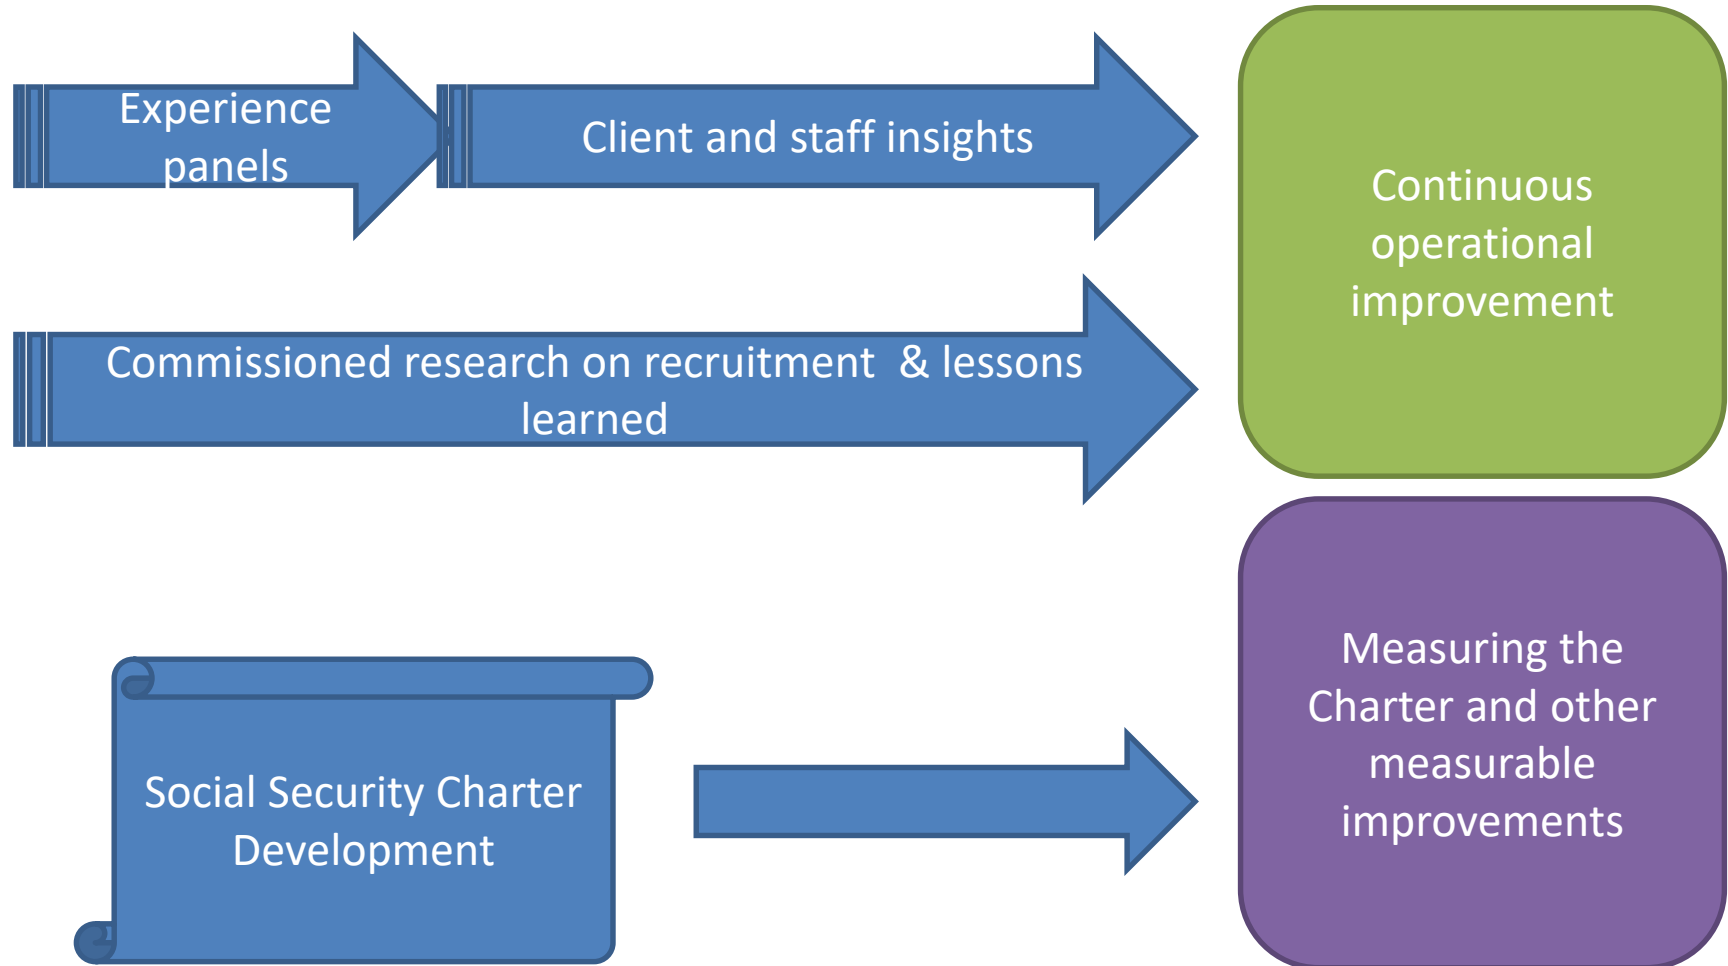 Experience
panels
Client and staff insights
Continuous
operational
improvement
Commissioned research on recruitment  & lessons
learned
Social Security Charter
Development
Measuring the
Charter and other
measurable
improvements